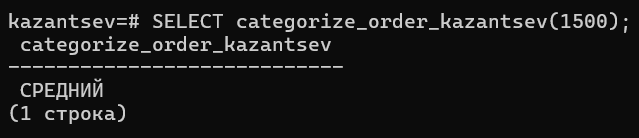 kazantsev=# SELECT categorize_order_kazantsev(1500);
categorize_order_kazantsev
----------------------------
СРЕДНИЙ
(1 строка)